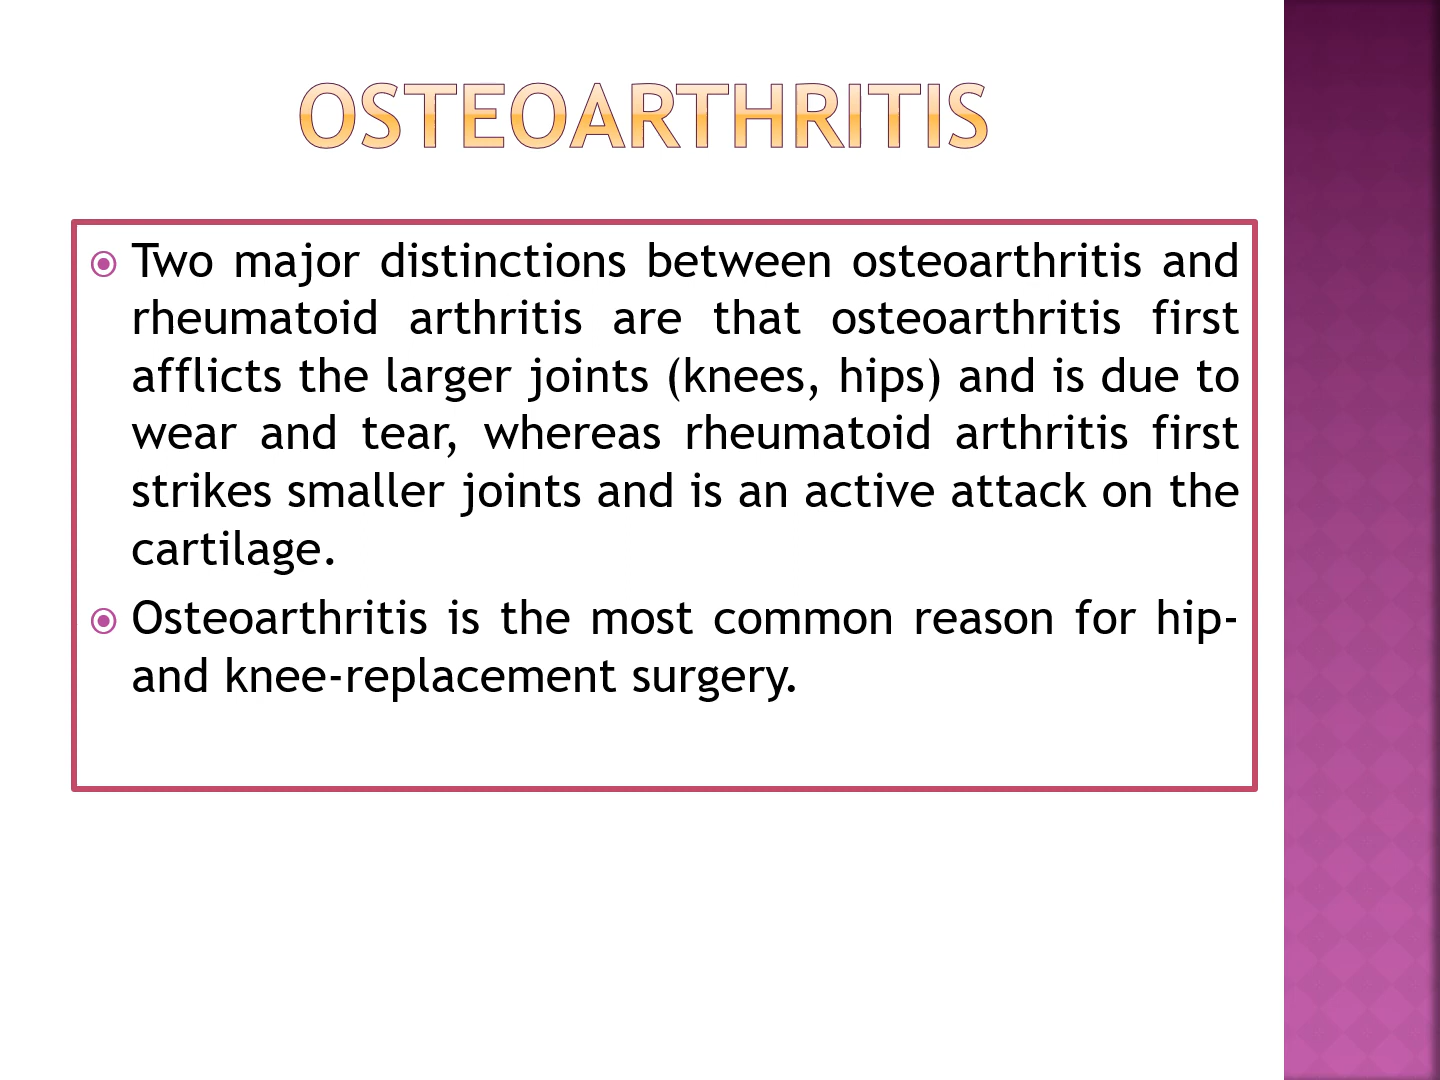 OSTEOARTHRITIS
Two major distinctions between osteoarthritis and
rheumatoid arthritis are that osteoarthritis first
afflicts the larger joints (knees, hips) and is due to
wear and tear, whereas rheumatoid arthritis first
strikes smaller joints and is an active attack on the
cartilage.
Osteoarthritis is the most common reason for hip-
and knee-replacement surgery.